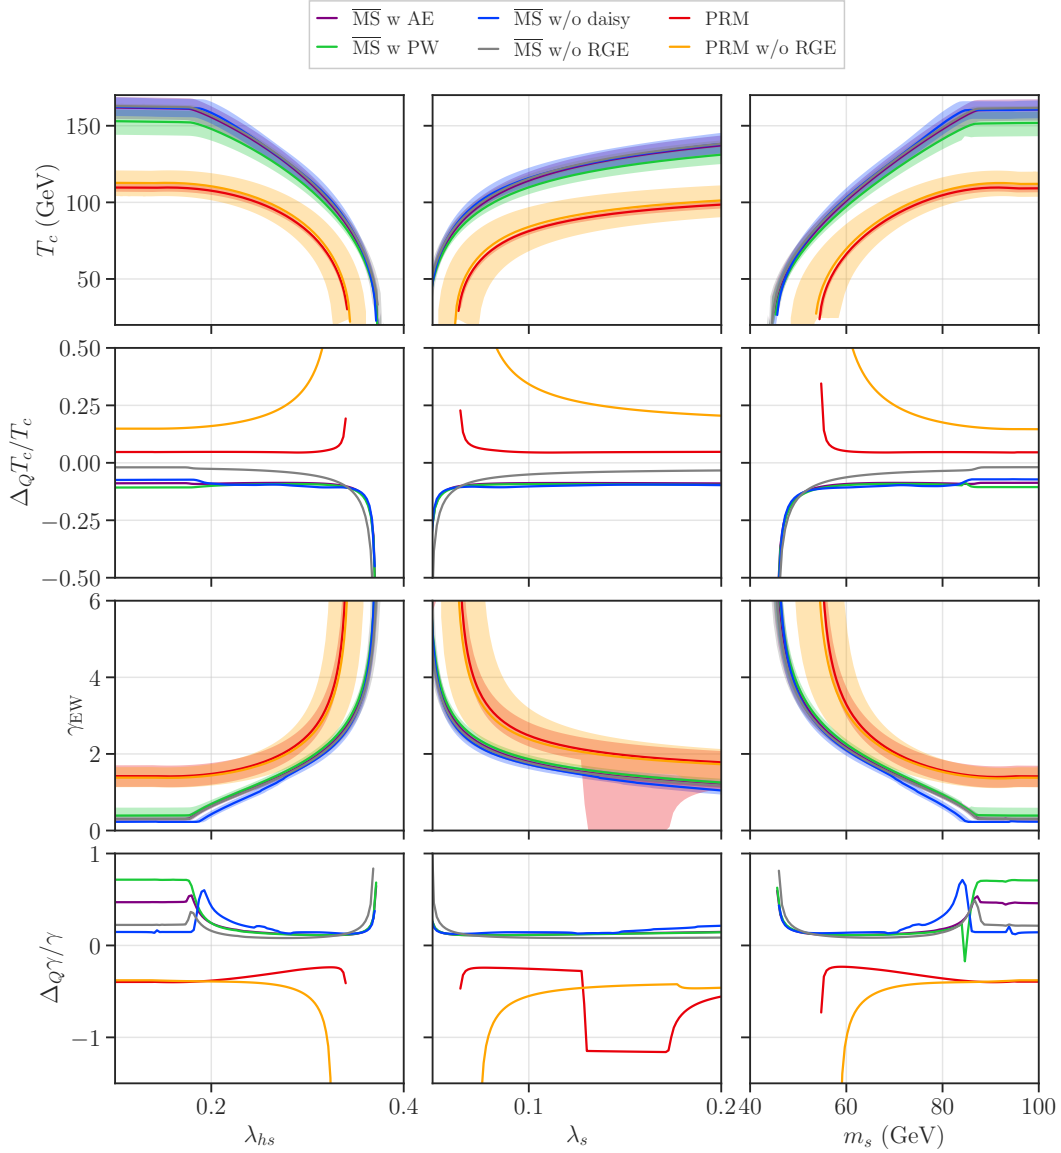 MS w AE MS w/o daisy PRM
MS w PW MS w/o RGE PRM w/o RGE
T_c (GeV)
150
100
50
Δ_Q T_c/T_c
0.50
0.25
0.00
−0.25
−0.50
γ_EW
6
4
2
0
Δ_Q γ/γ
1
0
−1
0.2 0.4 0.1 0.2 40 60 80 100
λ_hs λ_s m_s (GeV)